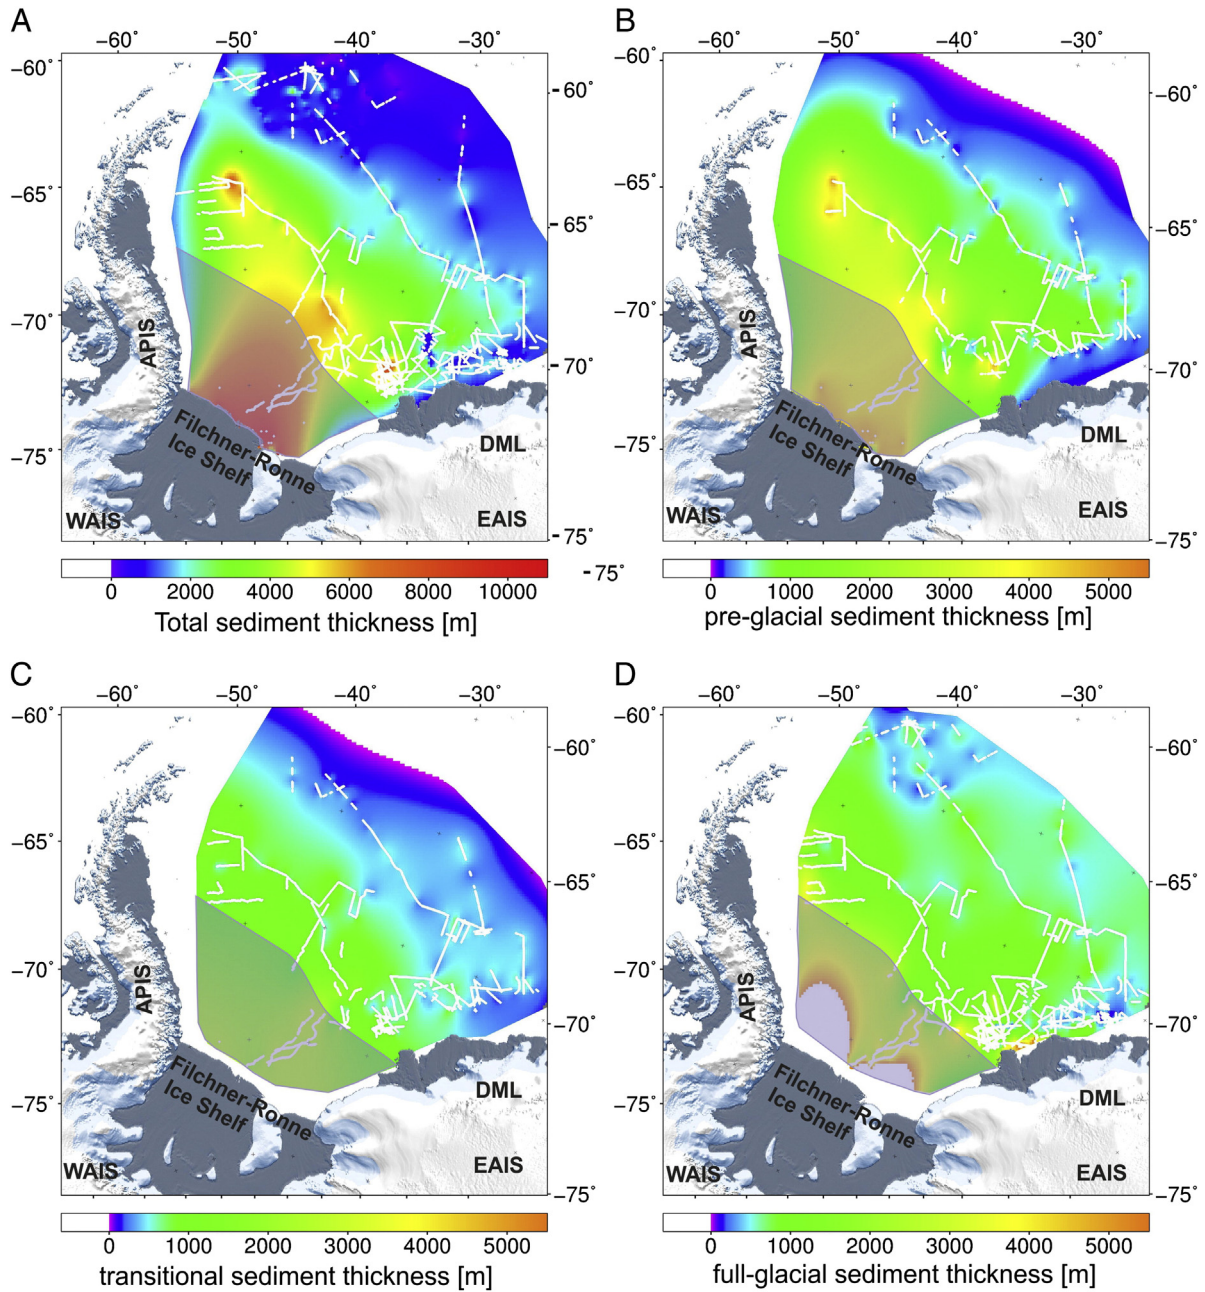 A
−60° −50° −40° −30°
−60°
−65°
−70°
−75°
-60°
-65°
-70°
-75°
-75°
APIS
Filchner-Ronne
Ice Shelf
DML
WAIS
EAIS
0 2000 4000 6000 8000 10000
Total sediment thickness [m]
B
−60° −50° −40° −30°
−60°
−65°
−70°
−75°
−60°
−65°
−70°
−75°
APIS
Filchner-Ronne
Ice Shelf
DML
WAIS
EAIS
0 1000 2000 3000 4000 5000
pre-glacial sediment thickness [m]
C
−60° −50° −40° −30°
−60°
−65°
−70°
−75°
−60°
−65°
−70°
−75°
APIS
Filchner-Ronne
Ice Shelf
DML
WAIS
EAIS
0 1000 2000 3000 4000 5000
transitional sediment thickness [m]
D
−60° −50° −40° −30°
−60°
−65°
−70°
−75°
−60°
−65°
−70°
−75°
APIS
Filchner-Ronne
Ice Shelf
DML
WAIS
EAIS
0 1000 2000 3000 4000 5000
full-glacial sediment thickness [m]